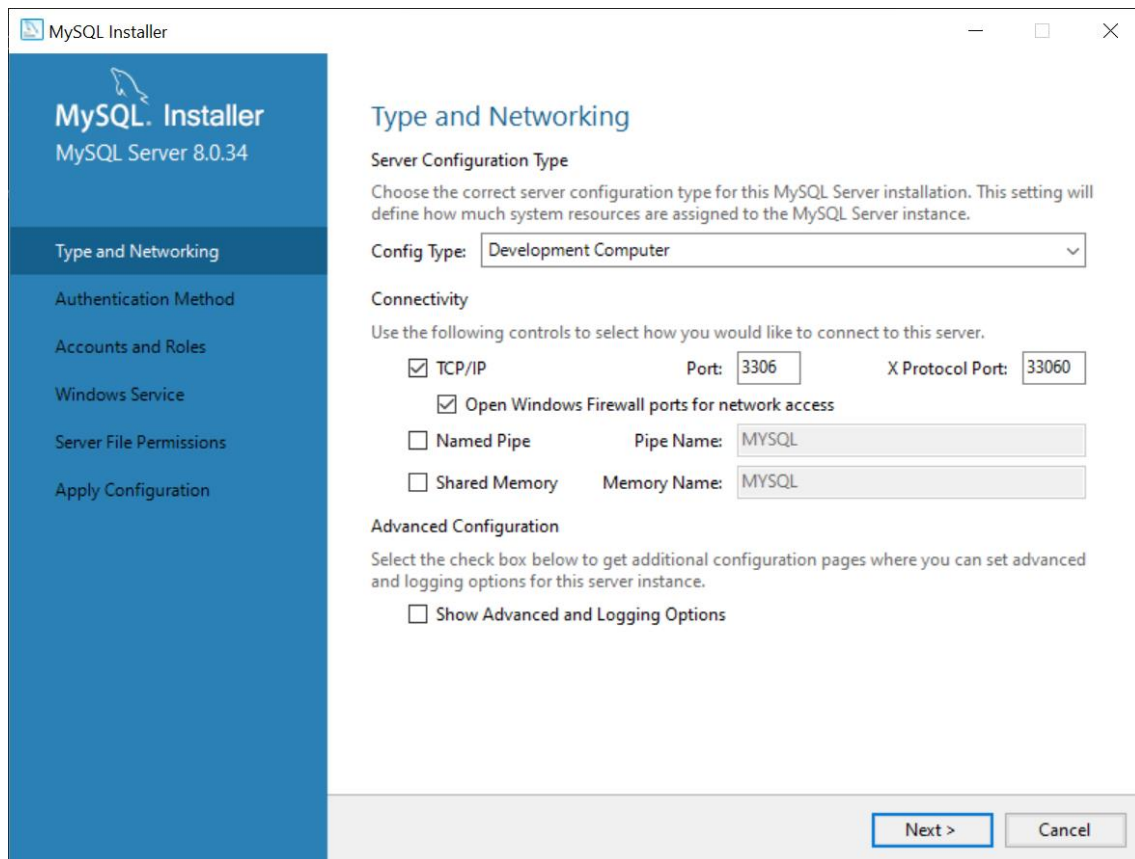 MySQL Installer
MySQL. Installer
MySQL Server 8.0.34
Type and Networking
Authentication Method
Accounts and Roles
Windows Service
Server File Permissions
Apply Configuration
Type and Networking
Server Configuration Type
Choose the correct server configuration type for this MySQL Server installation. This setting will
define how much system resources are assigned to the MySQL Server instance.
Config Type: Development Computer
Connectivity
Use the following controls to select how you would like to connect to this server.
TCP/IP Port: 3306 X Protocol Port: 33060
Open Windows Firewall ports for network access
Named Pipe Pipe Name: MYSQL
Shared Memory Memory Name: MYSQL
Advanced Configuration
Select the check box below to get additional configuration pages where you can set advanced
and logging options for this server instance.
Show Advanced and Logging Options
Next > Cancel